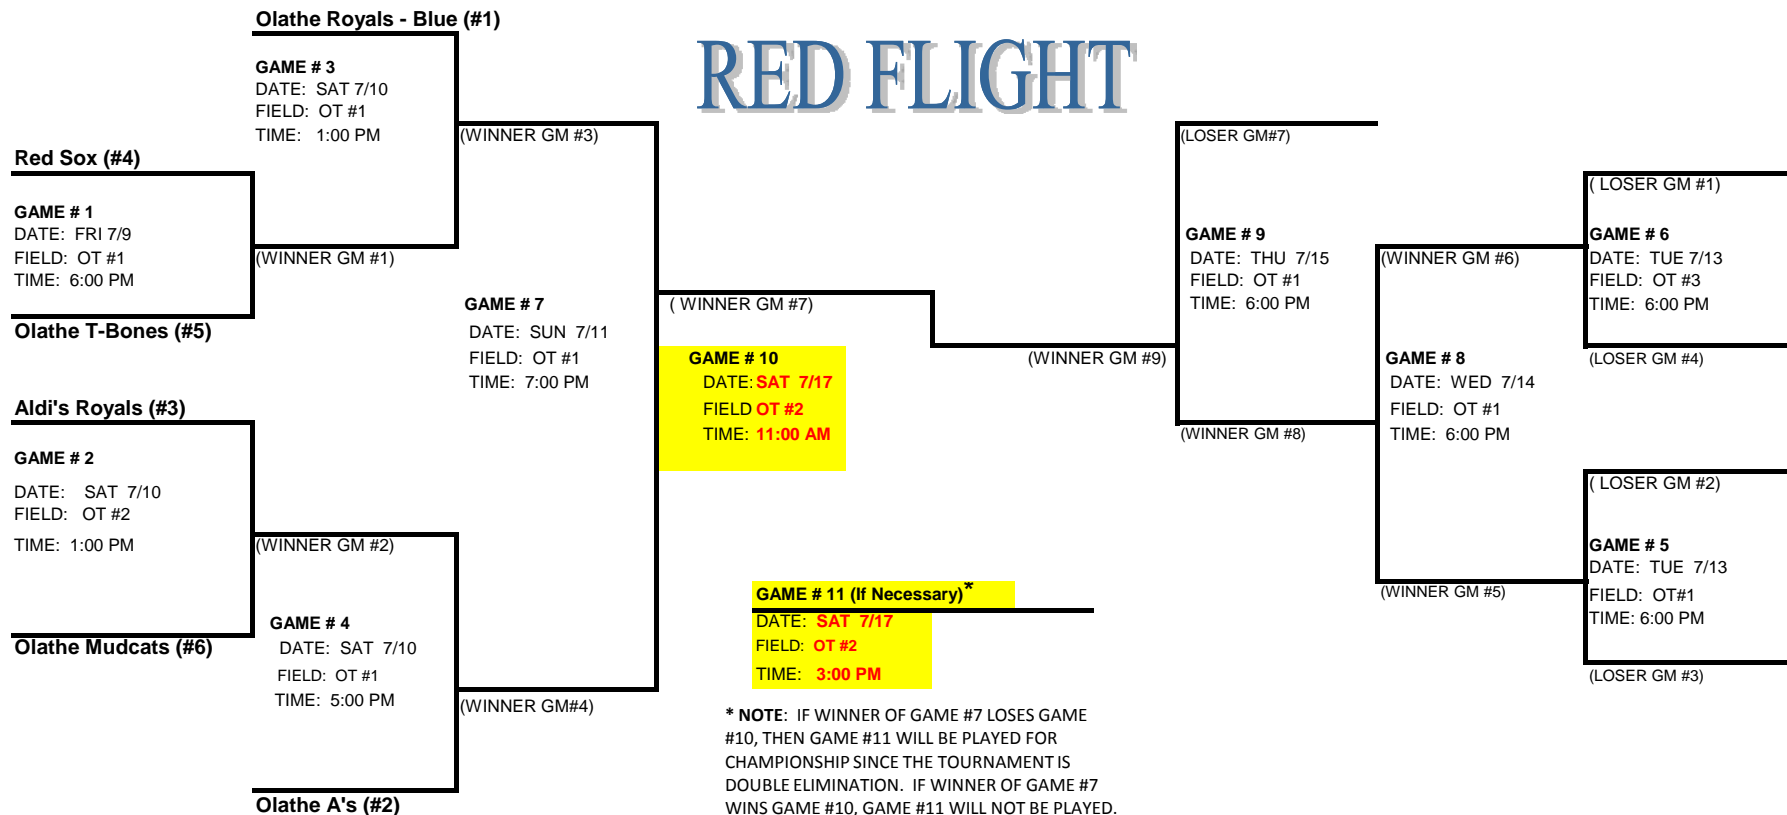 Olathe Royals - Blue (#1)
RED FLIGHT
GAME # 3
DATE: SAT 7/10
FIELD: OT #1
TIME: 1:00 PM
(WINNER GM #3)
Red Sox (#4)
GAME # 1
DATE: FRI 7/9
FIELD: OT #1
TIME: 6:00 PM
(WINNER GM #1)
Olathe T-Bones (#5)
GAME # 7
DATE: SUN 7/11
FIELD: OT #1
TIME: 7:00 PM
( WINNER GM #7)
Aldi's Royals (#3)
GAME # 2
DATE: SAT 7/10
FIELD: OT #2
TIME: 1:00 PM
(WINNER GM #2)
Olathe Mudcats (#6)
GAME # 4
DATE: SAT 7/10
FIELD: OT #1
TIME: 5:00 PM
(WINNER GM#4)
Olathe A's (#2)
GAME # 10
DATE: SAT 7/17
FIELD OT #2
TIME: 11:00 AM
GAME # 11 (If Necessary)*
DATE: SAT 7/17
FIELD: OT #2
TIME: 3:00 PM
* NOTE: IF WINNER OF GAME #7 LOSES GAME
#10, THEN GAME #11 WILL BE PLAYED FOR
CHAMPIONSHIP SINCE THE TOURNAMENT IS
DOUBLE ELIMINATION. IF WINNER OF GAME #7
WINS GAME #10, GAME #11 WILL NOT BE PLAYED.
(WINNER GM #9)
(LOSER GM#7)
GAME # 9
DATE: THU 7/15
FIELD: OT #1
TIME: 6:00 PM
(WINNER GM #8)
(WINNER GM #6)
GAME # 8
DATE: WED 7/14
FIELD: OT #1
TIME: 6:00 PM
(WINNER GM #5)
( LOSER GM #1)
GAME # 6
DATE: TUE 7/13
FIELD: OT #3
TIME: 6:00 PM
(LOSER GM #4)
( LOSER GM #2)
GAME # 5
DATE: TUE 7/13
FIELD: OT#1
TIME: 6:00 PM
(LOSER GM #3)